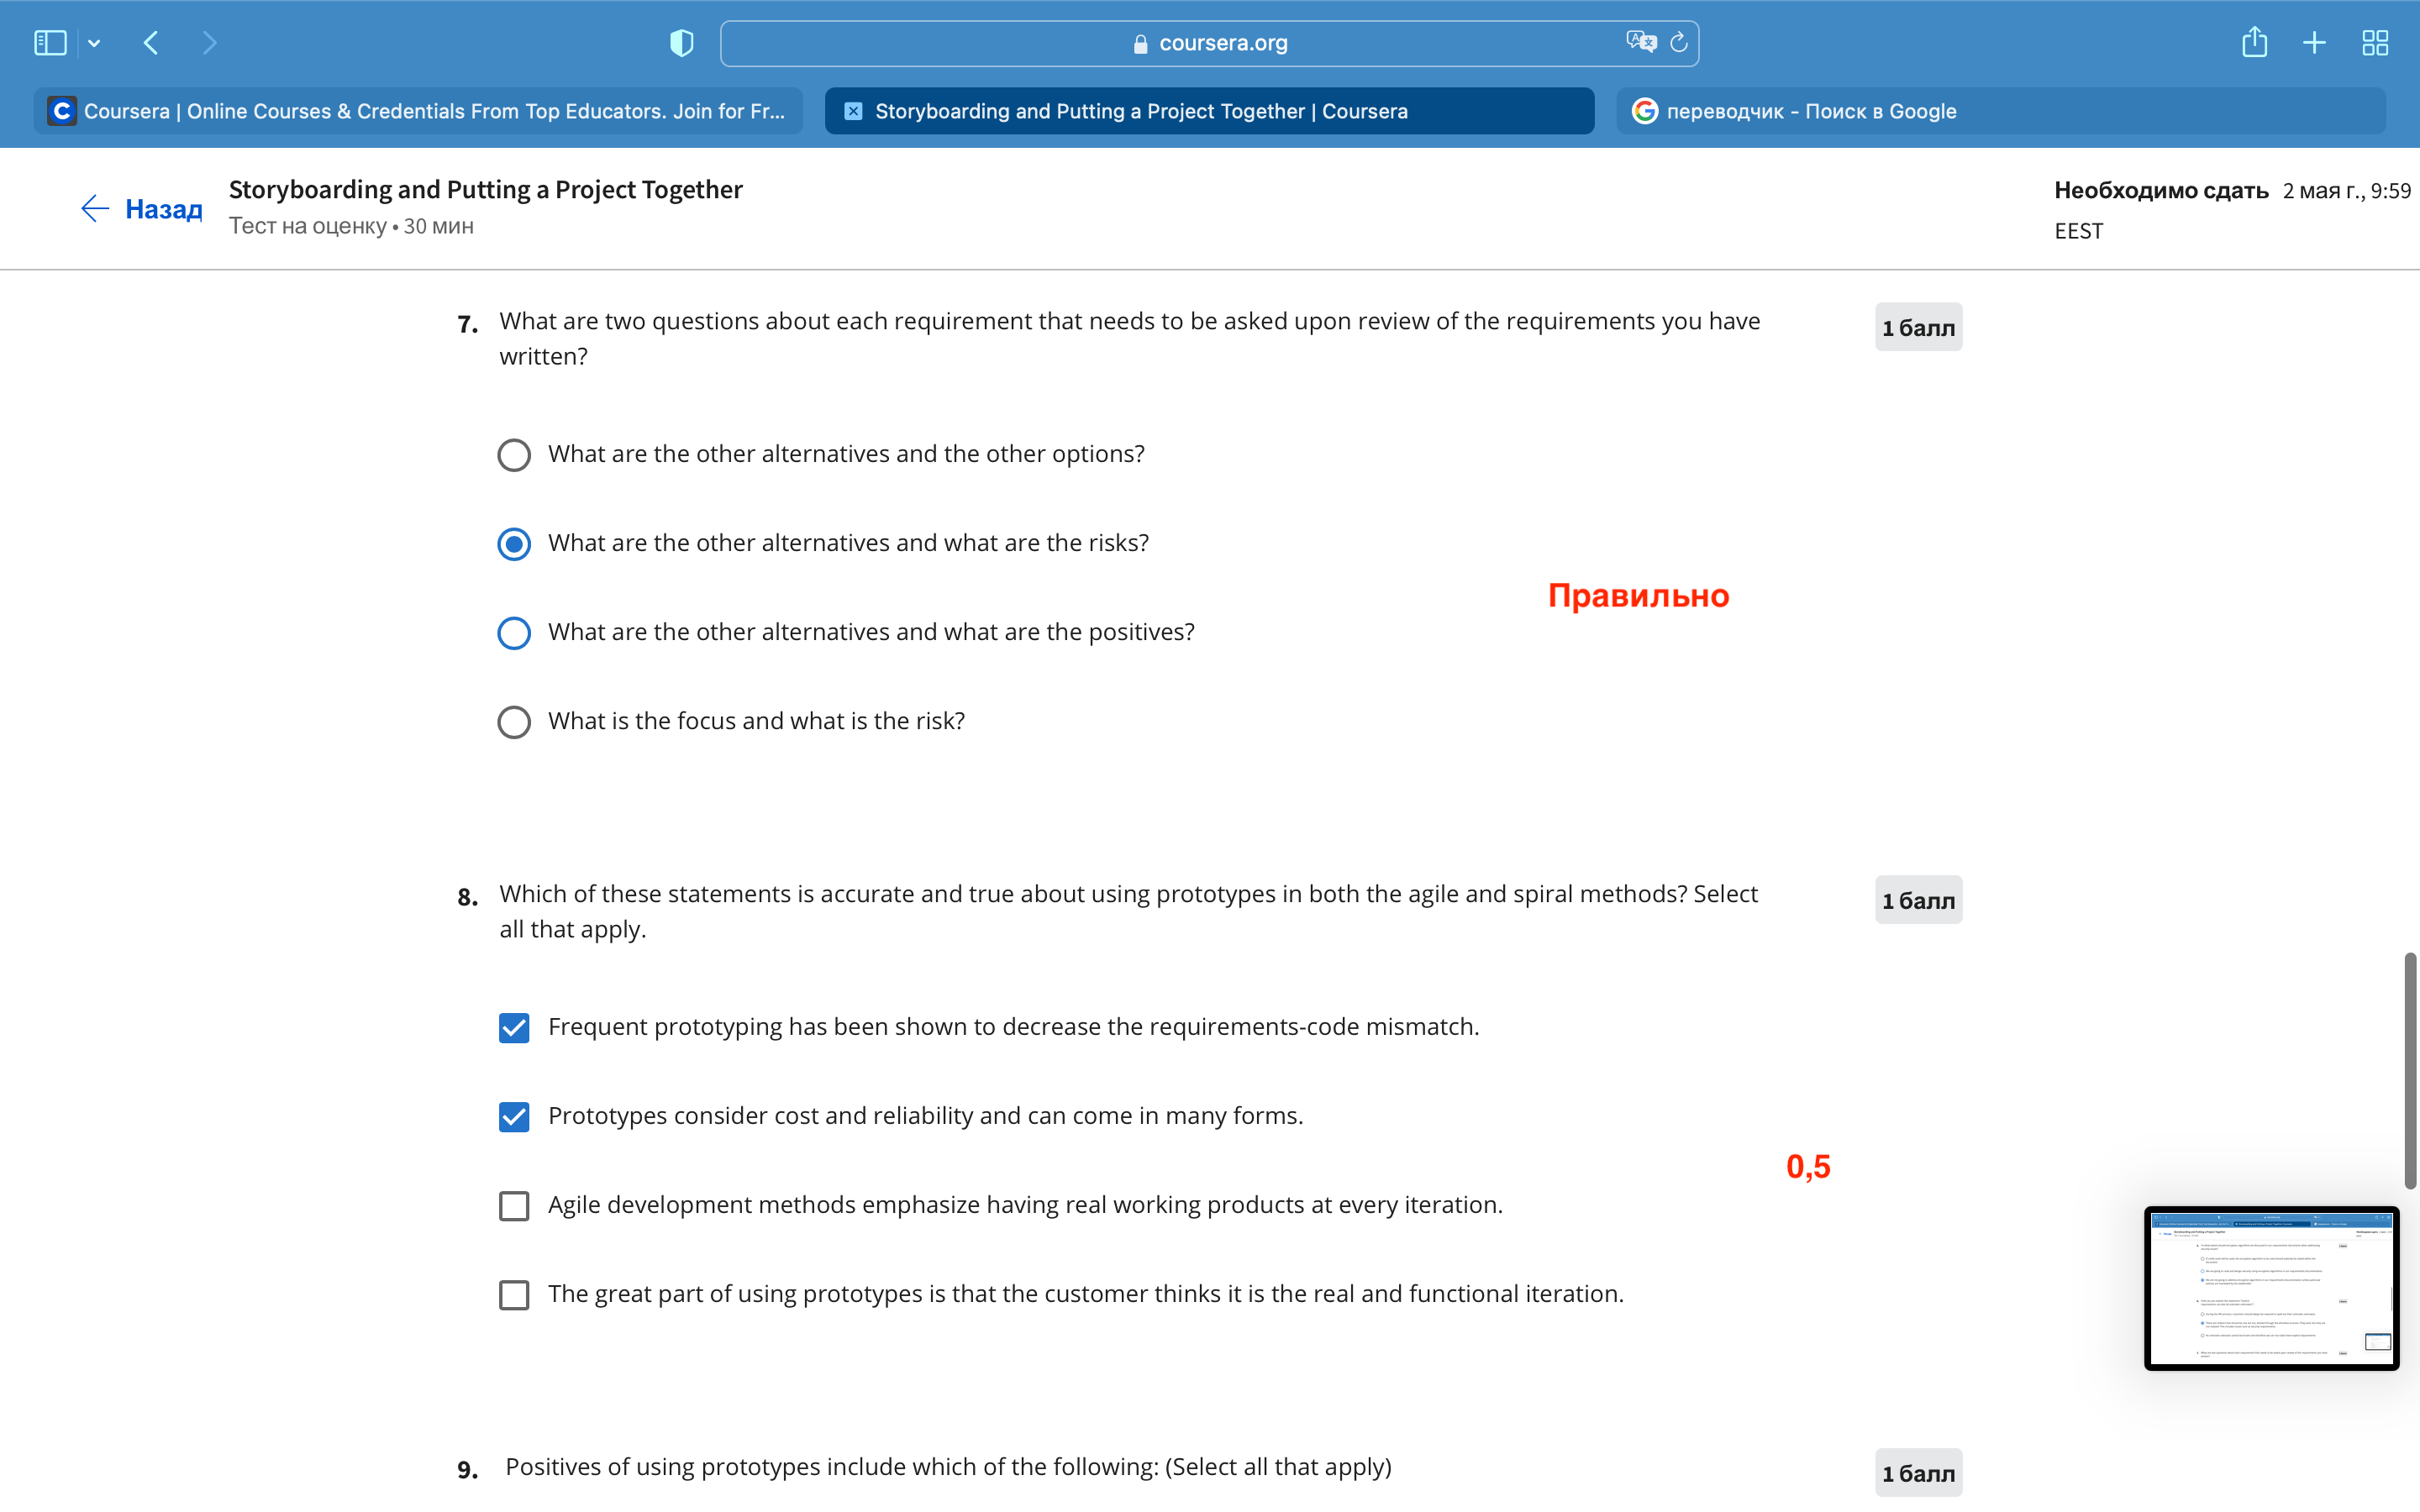 coursera.org
Coursera | Online Courses & Credentials From Top Educators. Join for Fr...
Storyboarding and Putting a Project Together | Coursera
переводчик - Поиск в Google
Назад
Storyboarding and Putting a Project Together
Тест на оценку • 30 мин
Необходимо сдать 2 мая г., 9:59
EEST
7. What are two questions about each requirement that needs to be asked upon review of the requirements you have
written?
1 балл
What are the other alternatives and the other options?
What are the other alternatives and what are the risks?
Правильно
What are the other alternatives and what are the positives?
What is the focus and what is the risk?
8. Which of these statements is accurate and true about using prototypes in both the agile and spiral methods? Select
all that apply.
1 балл
Frequent prototyping has been shown to decrease the requirements-code mismatch.
Prototypes consider cost and reliability and can come in many forms.
0,5
Agile development methods emphasize having real working products at every iteration.
The great part of using prototypes is that the customer thinks it is the real and functional iteration.
9. Positives of using prototypes include which of the following: (Select all that apply)
1 балл